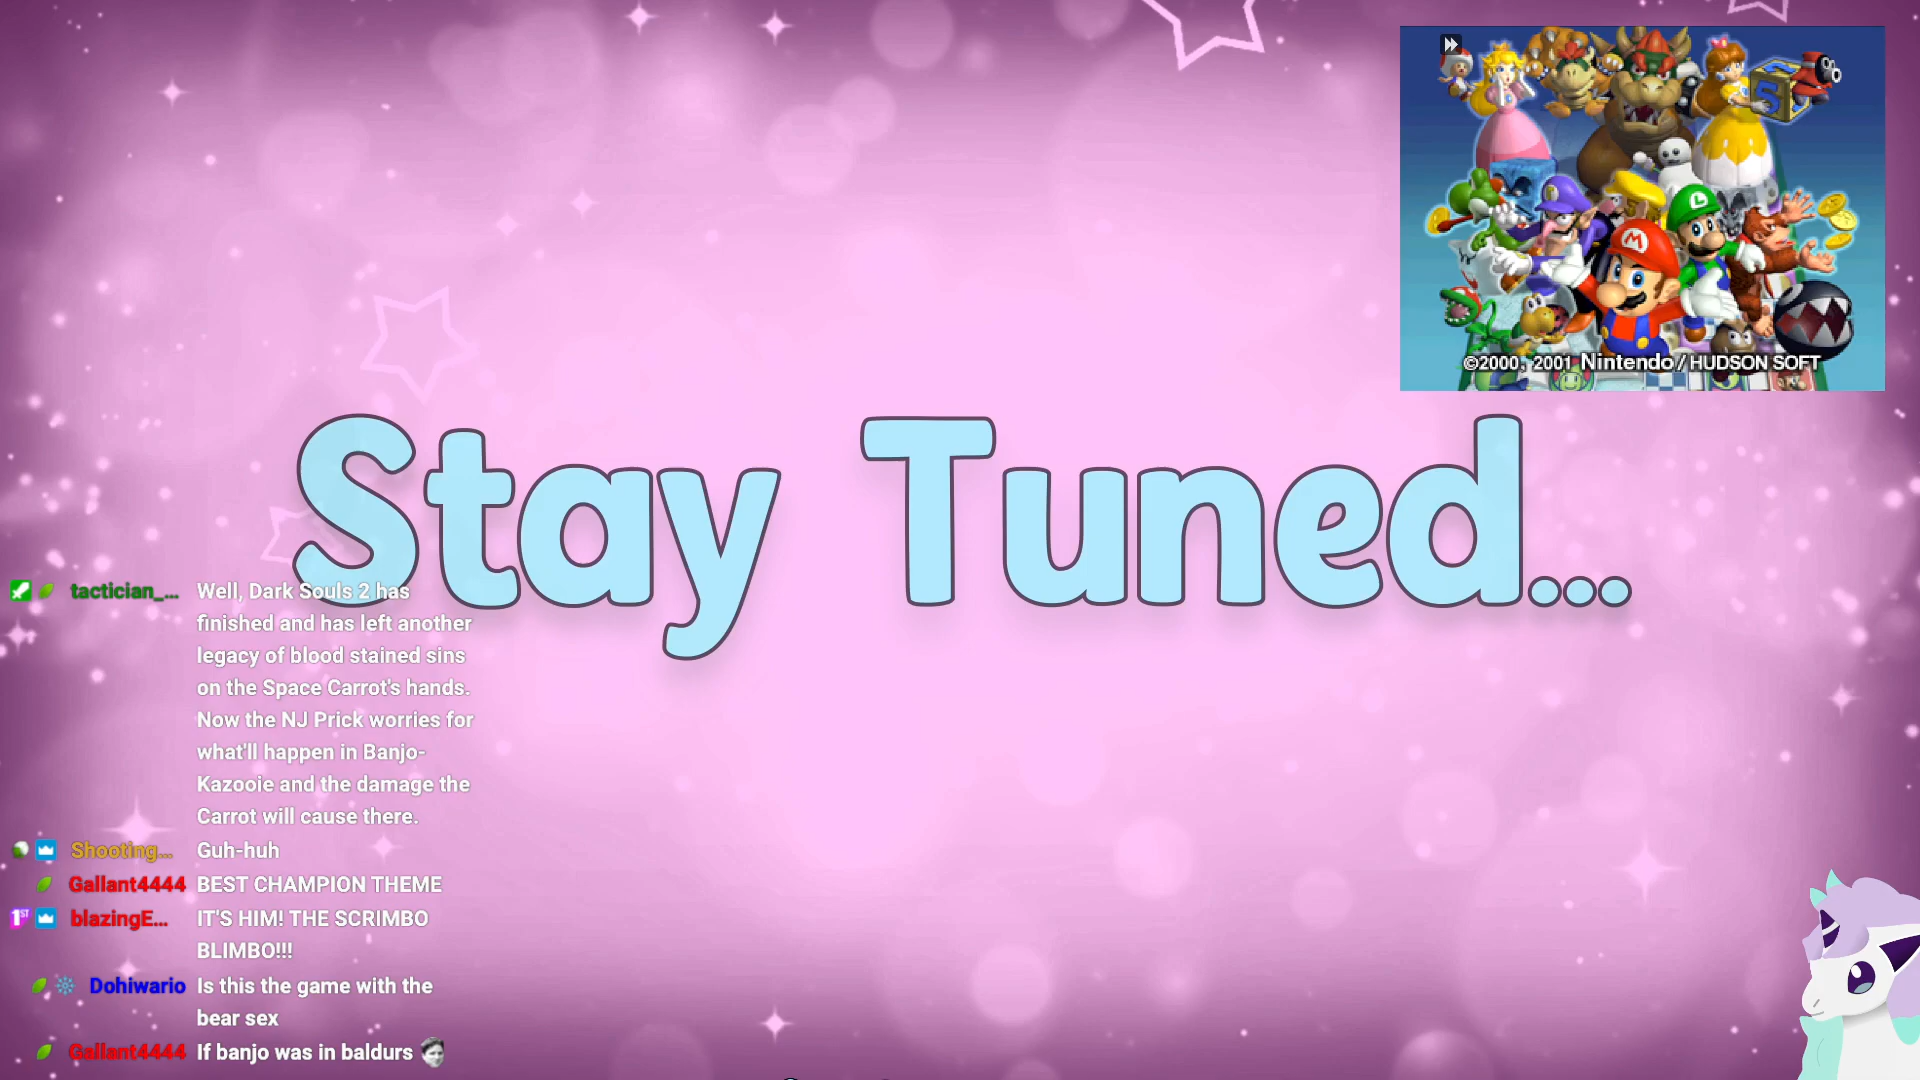 ©2000, 2001 Nintendo/HUDSON SOFT
Stay Tuned...
tactician_... Well, Dark Souls 2 has
finished and has left another
legacy of blood stained sins
on the Space Carrot's hands.
Now the NJ Prick worries for
what'll happen in Banjo-
Kazooie and the damage the
Carrot will cause there.
Shooting... Guh-huh
Gallant4444 BEST CHAMPION THEME
1ST blazingE... IT'S HIM! THE SCRIMBO
BLIMBO!!!
Dohiwario Is this the game with the
bear sex
Gallant4444 If banjo was in baldurs